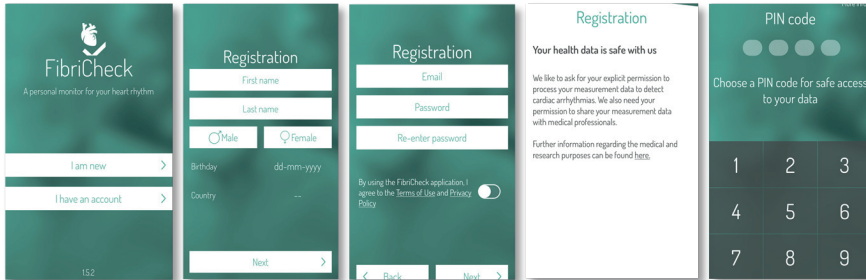 FibriCheck
A personal monitor for your heart rhythm
I am new
I have an account
1.5.2
Registration
First name
Last name
Male
Female
Birthday
dd-mm-yyyy
Country
---
Next
Registration
Email
Password
Re-enter password
By using the FibriCheck application, I
agree to the Terms of Use and Privacy
Policy
Back
Next
Registration
Your health data is safe with us
We like to ask for your explicit permission to
process your measurement data to detect
cardiac arrhythmias. We also need your
permission to share your measurement data
with medical professionals.
Further information regarding the medical and
research purposes can be found here.
PIN code
Choose a PIN code for safe access
to your data
1 2 3
4 5 6
7 8 9